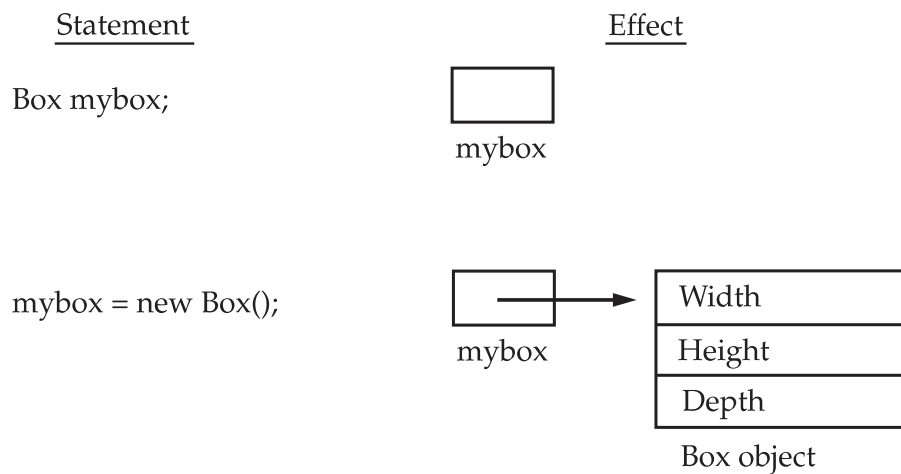 Statement
Effect
Box mybox;
mybox
mybox = new Box();
mybox
Width
Height
Depth
Box object